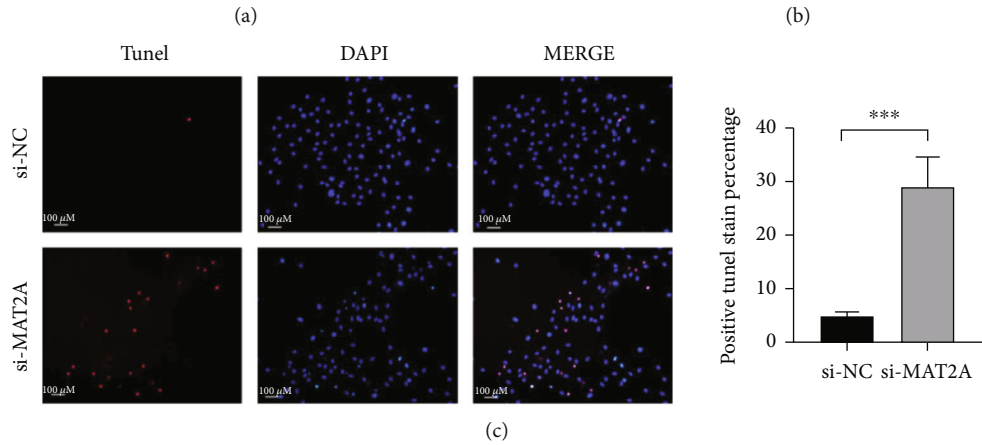 (a)
(b)
Tunel DAPI MERGE
si-NC
100 μM
100 μM
100 μM
si-MAT2A
100 μM
100 μM
100 μM
Positive tunel stain percentage
40
30
20
10
0
***
si-NC si-MAT2A
(c)